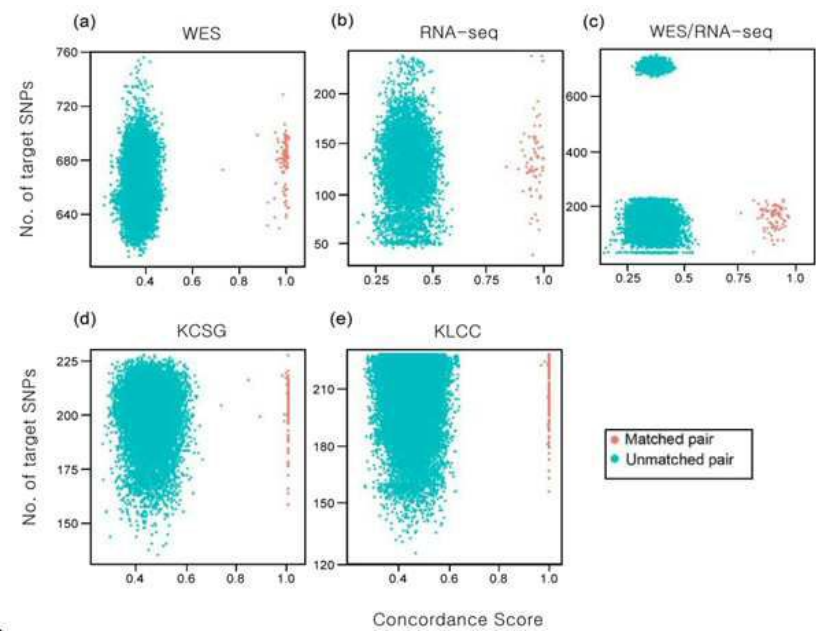 (a)
WES
(b)
RNA-seq
(c)
WES/RNA-seq
No. of target SNPs
760
720
680
640
0.4
0.6
0.8
1.0
200
150
100
50
0.25
0.50
0.75
1.0
600
400
200
0.25
0.5
0.75
1.0
(d)
KCSG
(e)
KLCC
No. of target SNPs
225
200
175
150
0.4
0.6
0.8
1.0
210
180
150
120
0.4
0.6
0.8
1.0
Matched pair
Unmatched pair
Concordance Score